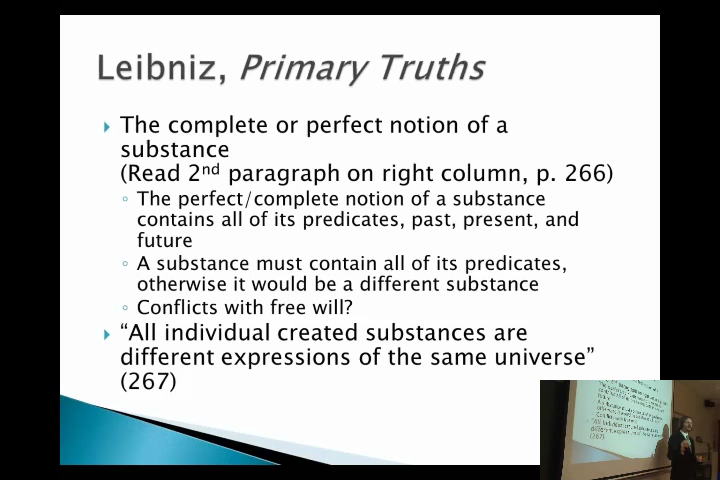 Leibniz, Primary Truths
The complete or perfect notion of a
substance
(Read 2nd paragraph on right column, p. 266)
The perfect/complete notion of a substance
contains all of its predicates, past, present, and
future
A substance must contain all of its predicates,
otherwise it would be a different substance
Conflicts with free will?
“All individual created substances are
different expressions of the same universe”
(267)